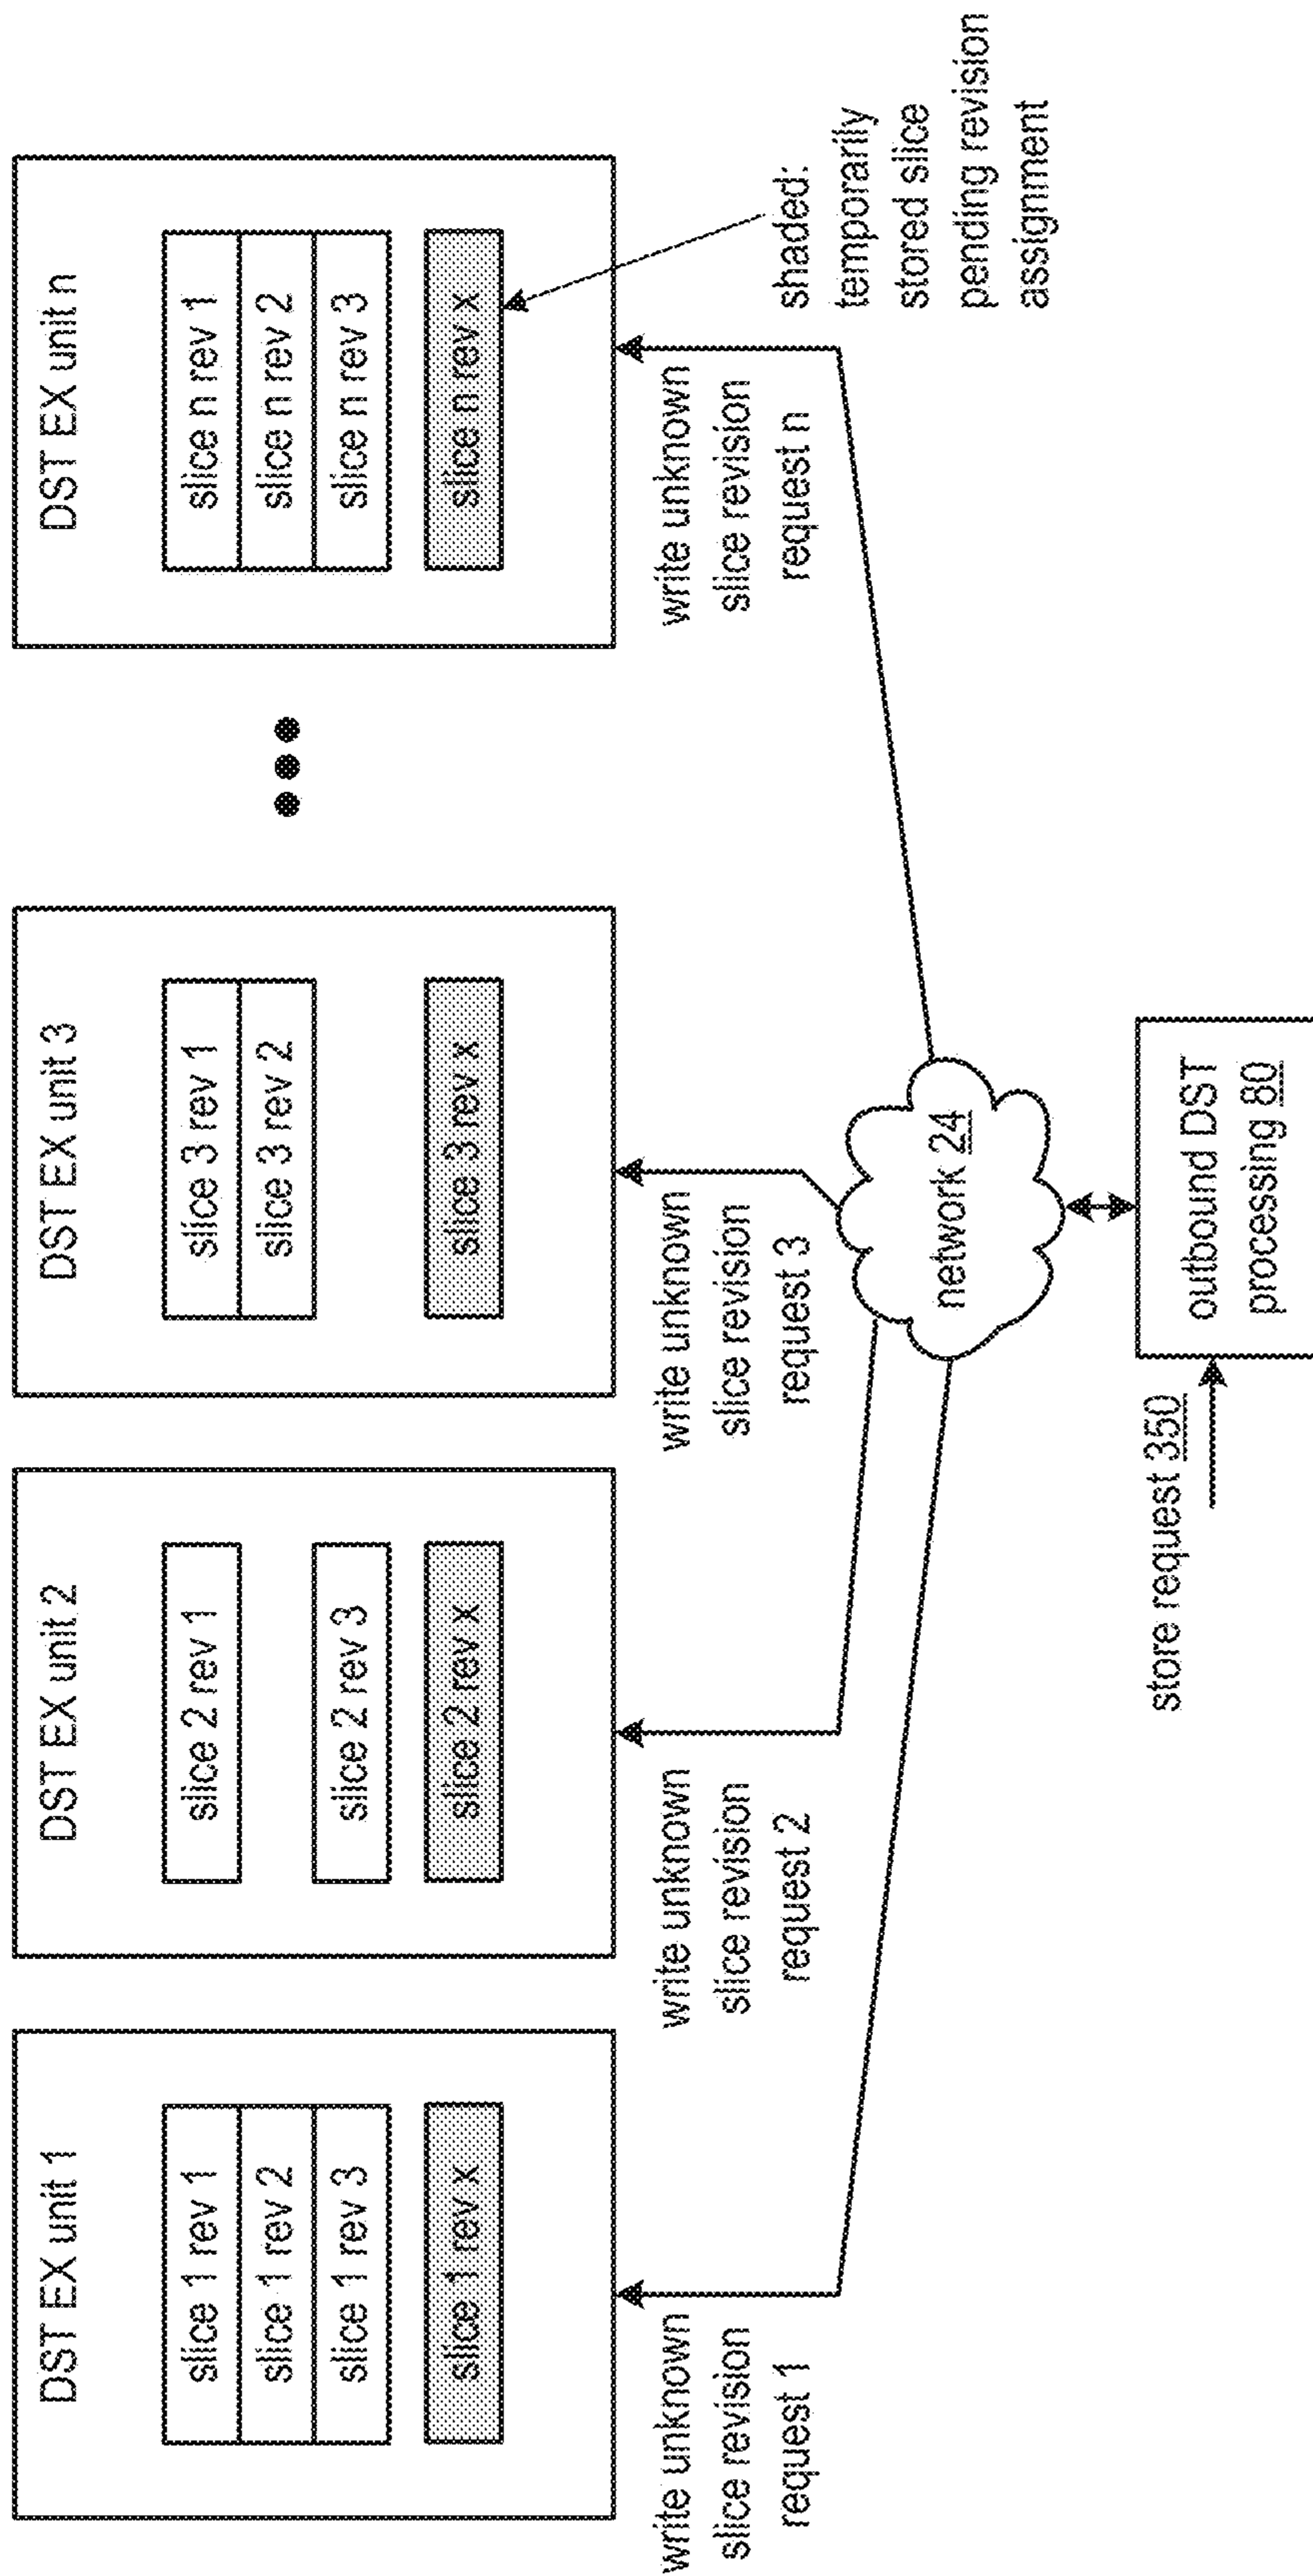 DST EX unit 1
slice 1 rev 1
slice 1 rev 2
slice 1 rev 3
slice 1 rev x
write unknown
slice revision
request 1
DST EX unit 2
slice 2 rev 1
slice 2 rev 3
slice 2 rev x
write unknown
slice revision
request 2
DST EX unit 3
slice 3 rev 1
slice 3 rev 2
slice 3 rev x
write unknown
slice revision
request 3
DST EX unit n
slice n rev 1
slice n rev 2
slice n rev 3
slice n rev x
write unknown
slice revision
request n
shaded:
temporarily
stored slice
pending revision
assignment
network 24
store request 350
outbound DST
processing 80